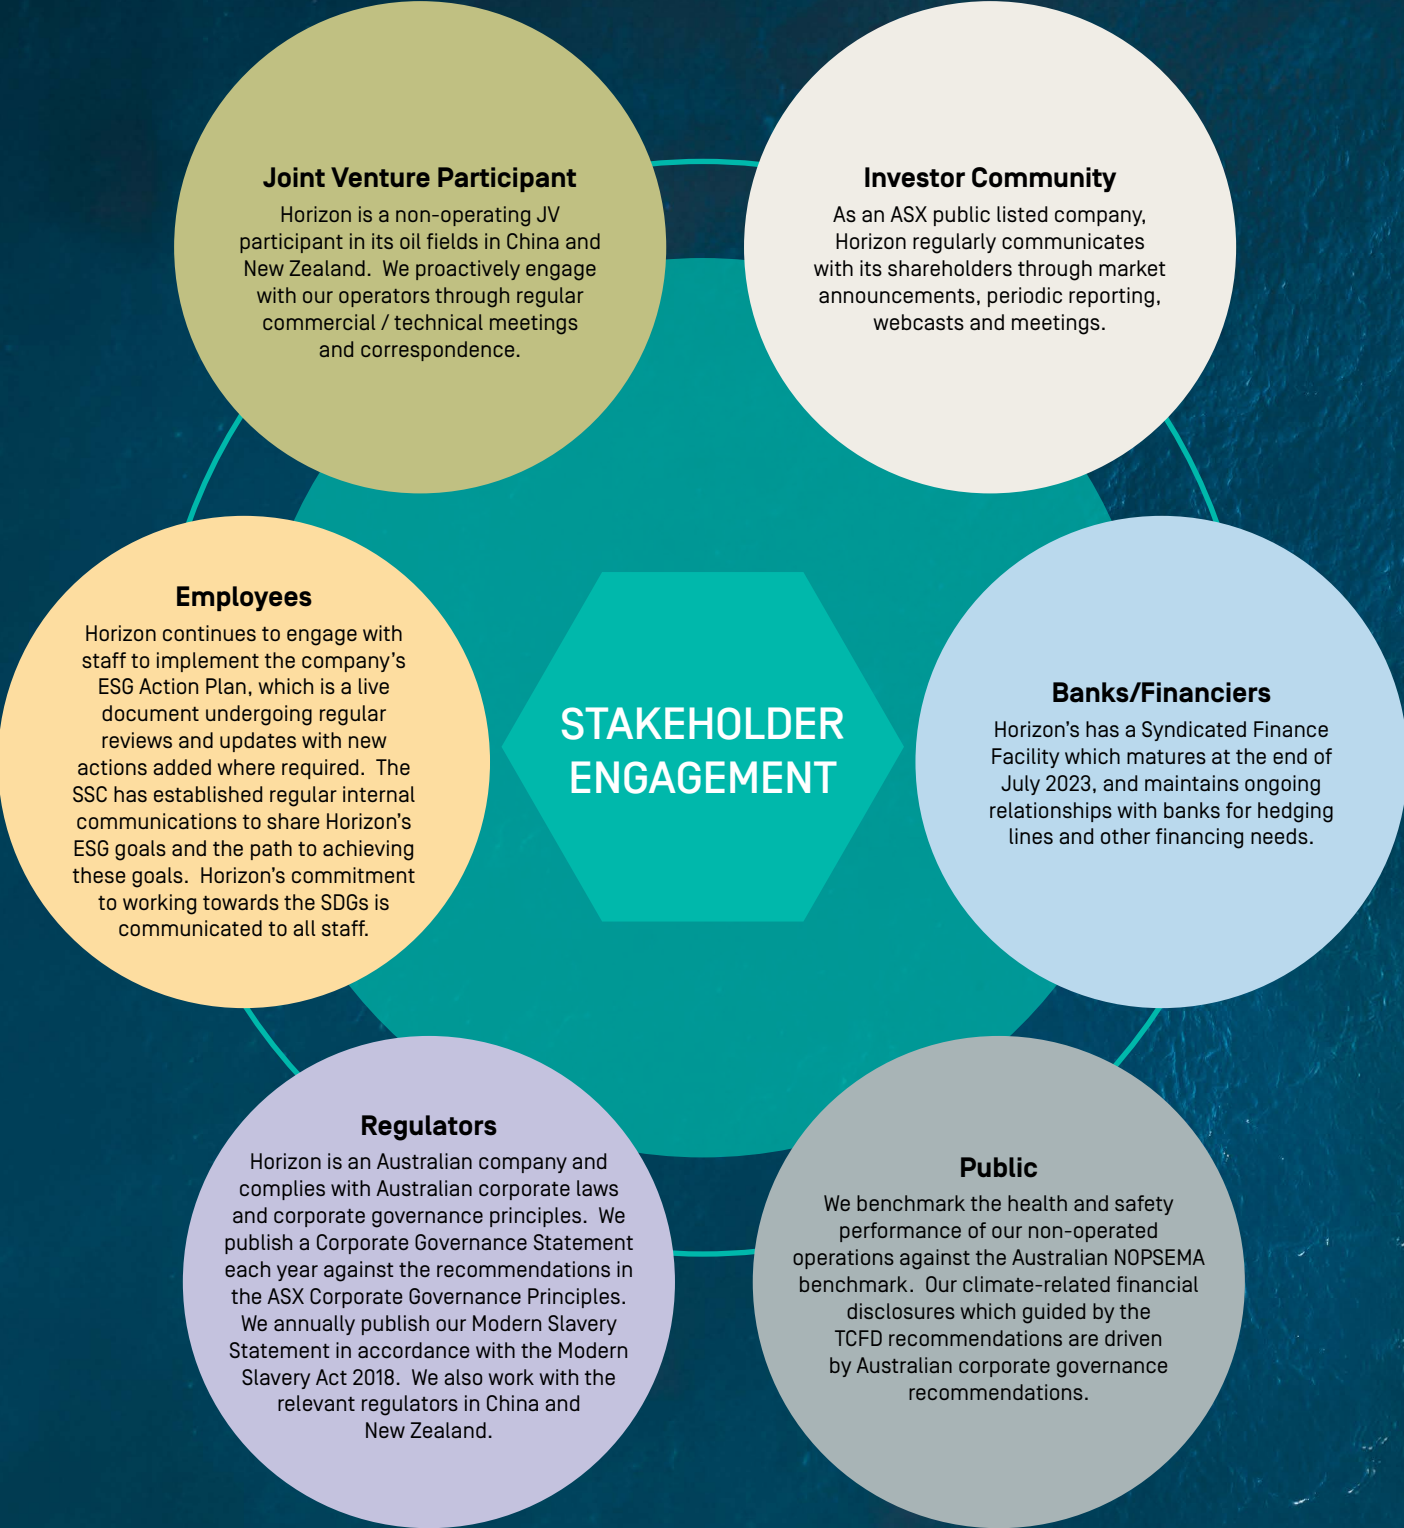 Joint Venture Participant
Horizon is a non-operating JV
participant in its oil fields in China and
New Zealand.  We proactively engage
with our operators through regular
commercial / technical meetings
and correspondence.
Investor Community
As an ASX public listed company,
Horizon regularly communicates
with its shareholders through market
announcements, periodic reporting,
webcasts and meetings.
Employees
Horizon continues to engage with
staff to implement the company’s
ESG Action Plan, which is a live
document undergoing regular
reviews and updates with new
actions added where required.  The
SSC has established regular internal
communications to share Horizon’s
ESG goals and the path to achieving
these goals.  Horizon’s commitment
to working towards the SDGs is
communicated to all staff.
STAKEHOLDER
ENGAGEMENT
Banks/Financiers
Horizon’s has a Syndicated Finance
Facility which matures at the end of
July 2023, and maintains ongoing
relationships with banks for hedging
lines and other financing needs.
Regulators
Horizon is an Australian company and
complies with Australian corporate laws
and corporate governance principles.  We
publish a Corporate Governance Statement
each year against the recommendations in
the ASX Corporate Governance Principles.
We annually publish our Modern Slavery
Statement in accordance with the Modern
Slavery Act 2018.  We also work with the
relevant regulators in China and
New Zealand.
Public
We benchmark the health and safety
performance of our non-operated
operations against the Australian NOPSEMA
benchmark.  Our climate-related financial
disclosures which guided by the
TCFD recommendations are driven
by Australian corporate governance
recommendations.